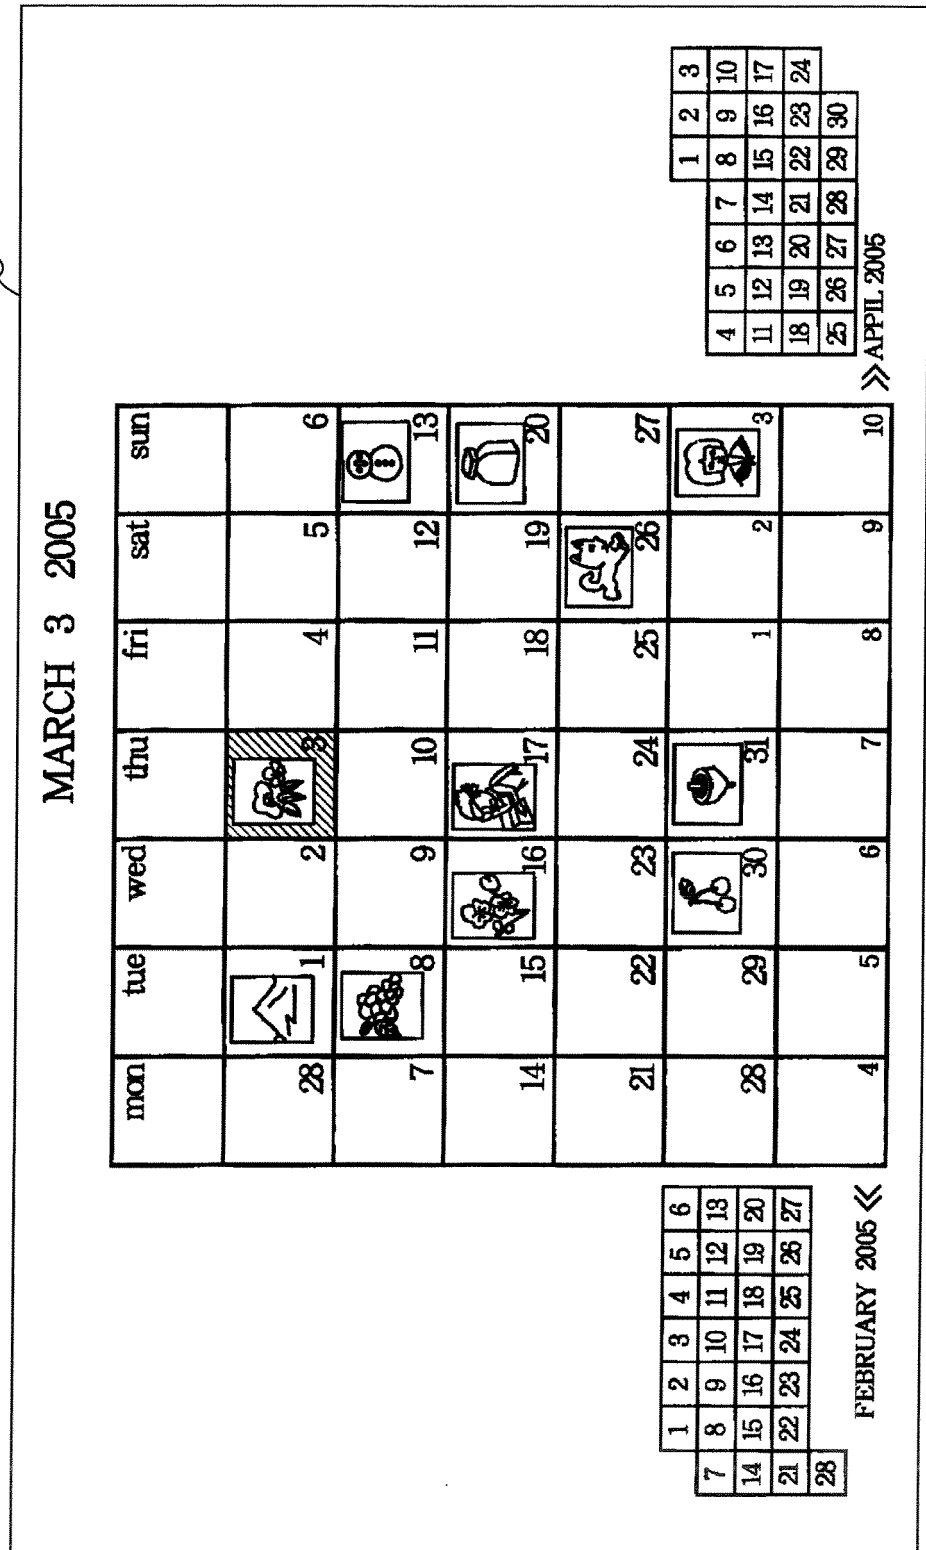 MARCH 3 2005
mon tue wed thu fri sat sun
28 1 2 3 4 5 6
7 8 9 10 11 12 13
14 15 16 17 18 19 20
21 22 23 24 25 26 27
28 29 30 31 1 2 3
4 5 6 7 8 9 10
1 2 3 4 5 6
7 8 9 10 11 12 13
14 15 16 17 18 19 20
21 22 23 24 25 26 27
28
FEBRUARY 2005 <<
1 2 3
4 5 6 7 8 9 10
11 12 13 14 15 16 17
18 19 20 21 22 23 24
25 26 27 28 29 30
>> APPIL 2005